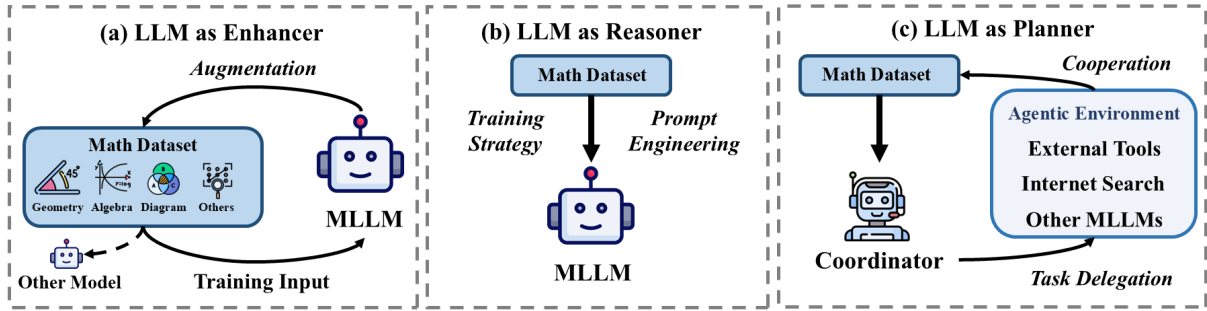 (a) LLM as Enhancer
Augmentation
Math Dataset
45°
A
B
C
Geometry
Algebra
Diagram
Others
MLLM
Other Model
Training Input
(b) LLM as Reasoner
Math Dataset
Training
Strategy
Prompt
Engineering
MLLM
(c) LLM as Planner
Math Dataset
Cooperation
Agentic Environment
External Tools
Internet Search
Other MLLMs
Coordinator
Task Delegation